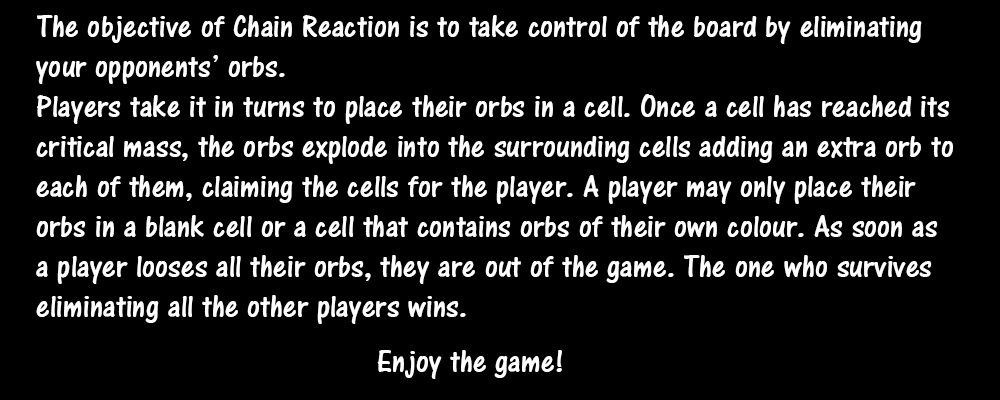 The objective of Chain Reaction is to take control of the board by eliminating
your opponents’ orbs.
Players take it in turns to place their orbs in a cell. Once a cell has reached its
critical mass, the orbs explode into the surrounding cells adding an extra orb to
each of them, claiming the cells for the player. A player may only place their
orbs in a blank cell or a cell that contains orbs of their own colour. As soon as
a player looses all their orbs, they are out of the game. The one who survives
eliminating all the other players wins.
Enjoy the game!